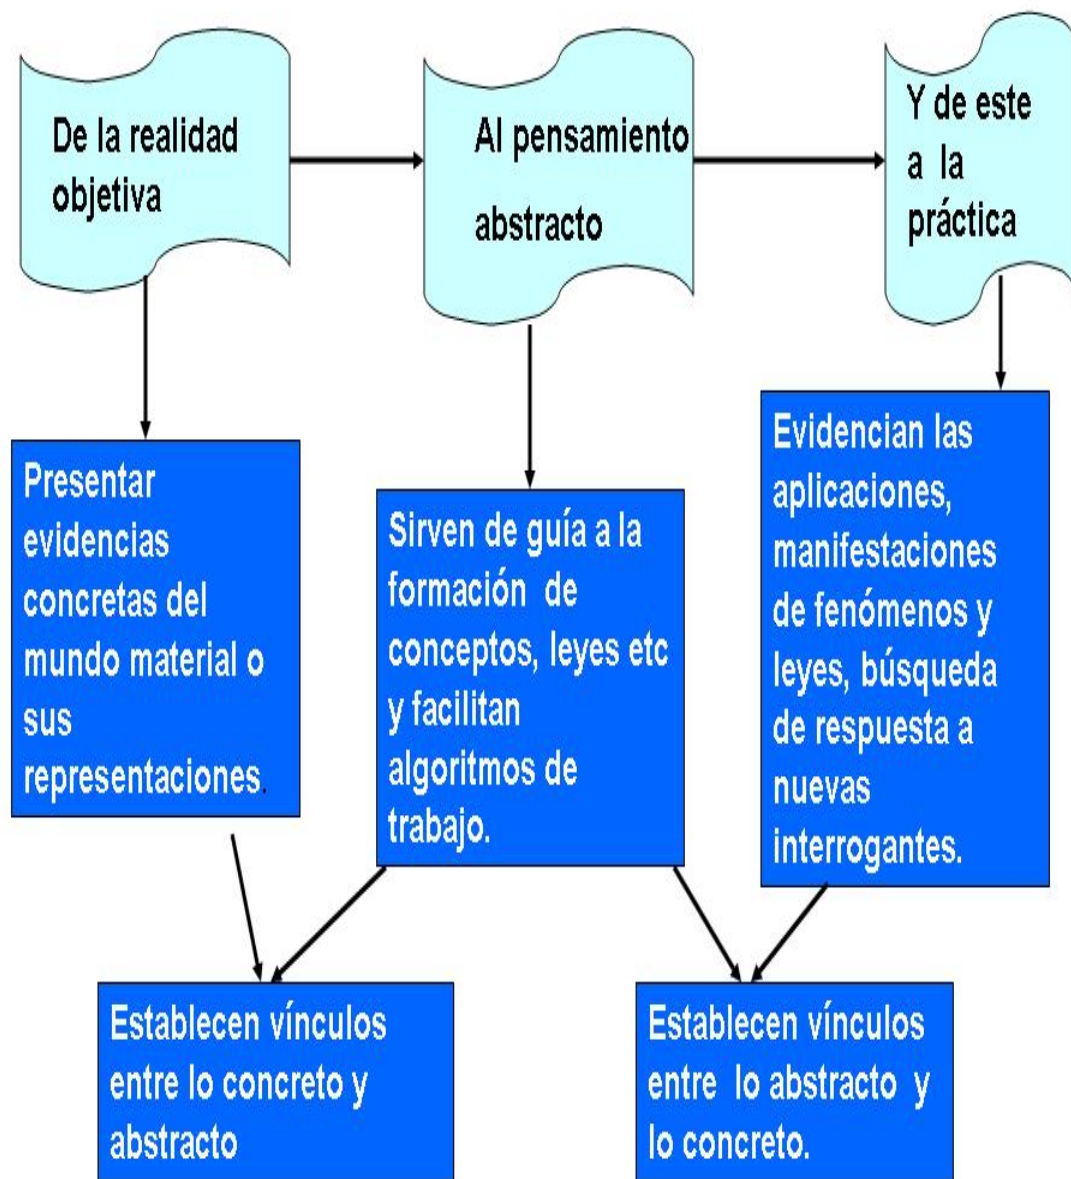 De la realidad
objetiva
Al pensamiento
abstracto
Y de este
a la
práctica
Presentar
evidencias
concretas del
mundo material o
sus
representaciones.
Sirven de guía a la
formación de
conceptos, leyes etc
y facilitan
algoritmos de
trabajo.
Evidencian las
aplicaciones,
manifestaciones
de fenómenos y
leyes, búsqueda
de respuesta a
nuevas
interrogantes.
Establecen vínculos
entre lo concreto y
abstracto
Establecen vínculos
entre lo abstracto y
lo concreto.